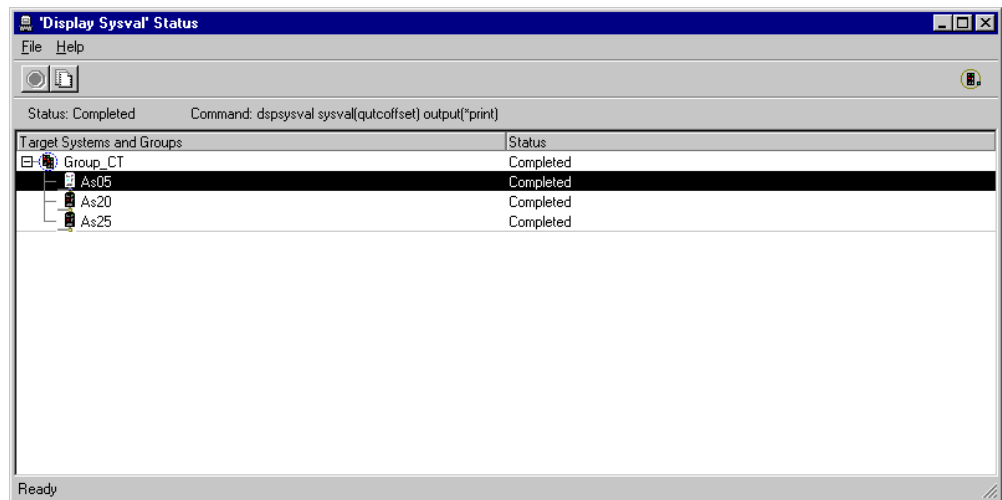 'Display Sysval' Status
File Help
Status: Completed Command: dspsysval sysval(qutcoffset) output(*print)
Target Systems and Groups Status
Group_CT Completed
As05 Completed
As20 Completed
As25 Completed
Ready